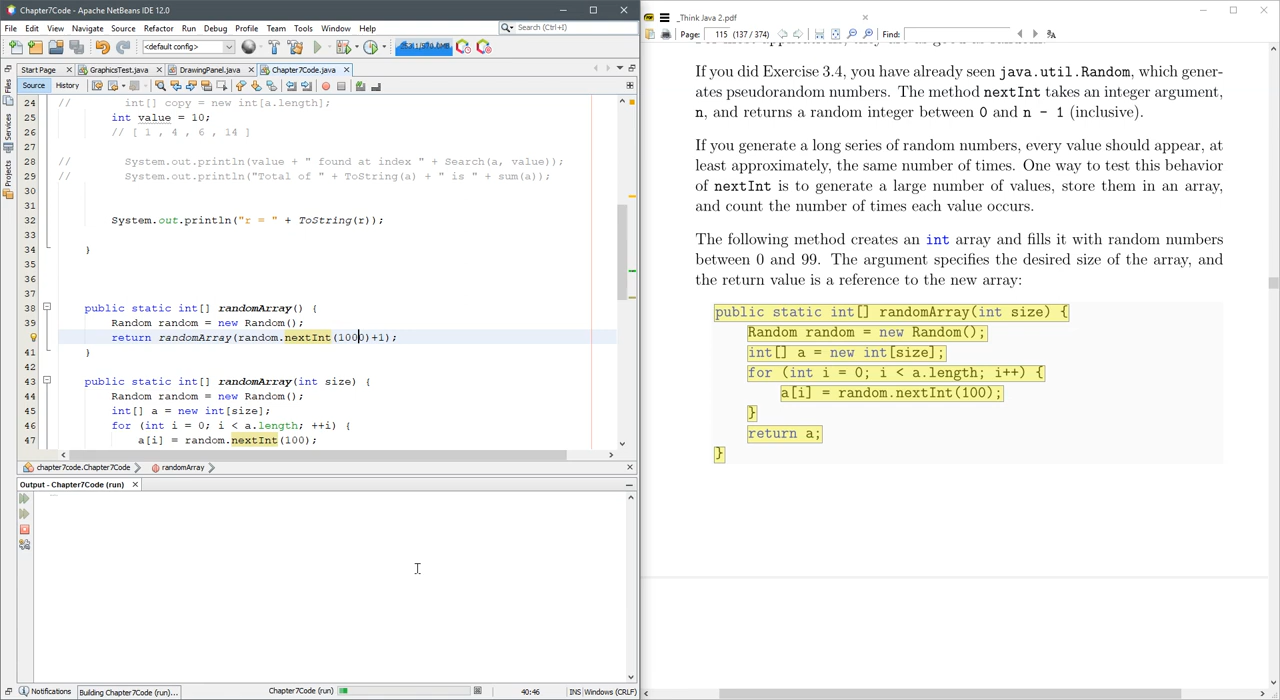 Chapter7Code - Apache NetBeans IDE 12.0
File Edit View Navigate Source Refactor Run Debug Profile Team Tools Window Help
Search (Ctrl+I)
<default config>
Start Page
GraphicsTest.java
DrawingPanel.java
Chapter7Code.java
Source History
Files
Services
Projects
24 // int[] copy = new int[a.length];
25 int value = 10;
26 // [ 1 , 4 , 6 , 14 ]
27
28 // System.out.println(value + " found at index " + Search(a, value));
29 // System.out.println("Total of " + ToString(a) + " is " + sum(a));
30
31
32 System.out.println("r = " + ToString(r));
33
34 }
35
36
37
38 public static int[] randomArray() {
39 Random random = new Random();
return randomArray(random.nextInt(1000)+1);
41 }
42
43 public static int[] randomArray(int size) {
44 Random random = new Random();
45 int[] a = new int[size];
46 for (int i = 0; i < a.length; ++i) {
47 a[i] = random.nextInt(100);
chapter7code.Chapter7Code
randomArray
Output - Chapter7Code (run)
Notifications
Building Chapter7Code (run)...
Chapter7Code (run)
40:46
INS
Windows (CRLF)
_Think Java 2.pdf
Page: 115 (137 / 374)
Find:
If you did Exercise 3.4, you have already seen java.util.Random, which gener-
ates pseudorandom numbers. The method nextInt takes an integer argument,
n, and returns a random integer between 0 and n - 1 (inclusive).
If you generate a long series of random numbers, every value should appear, at
least approximately, the same number of times. One way to test this behavior
of nextInt is to generate a large number of values, store them in an array,
and count the number of times each value occurs.
The following method creates an int array and fills it with random numbers
between 0 and 99. The argument specifies the desired size of the array, and
the return value is a reference to the new array:
public static int[] randomArray(int size) {
Random random = new Random();
int[] a = new int[size];
for (int i = 0; i < a.length; i++) {
a[i] = random.nextInt(100);
}
return a;
}